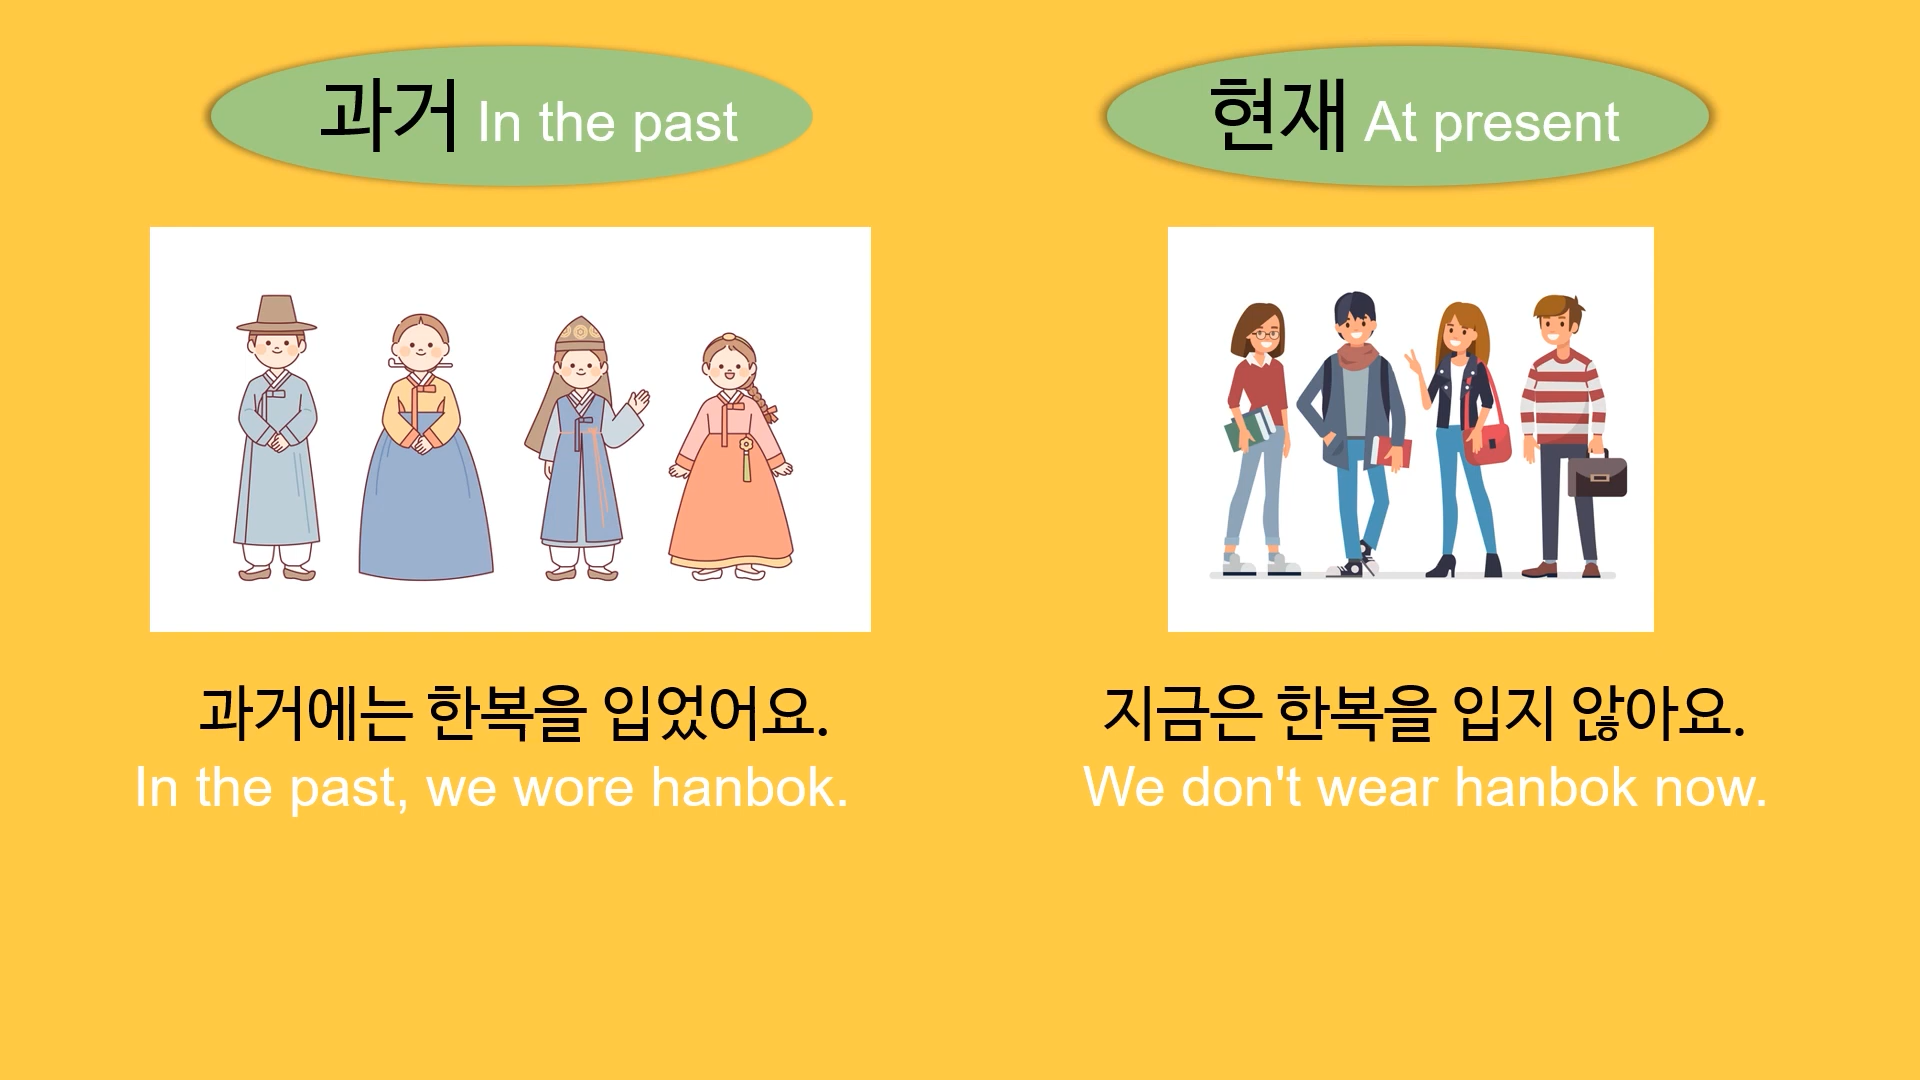 과거 In the past
현재 At present
과거에는 한복을 입었어요.
In the past, we wore hanbok.
지금은 한복을 입지 않아요.
We don't wear hanbok now.